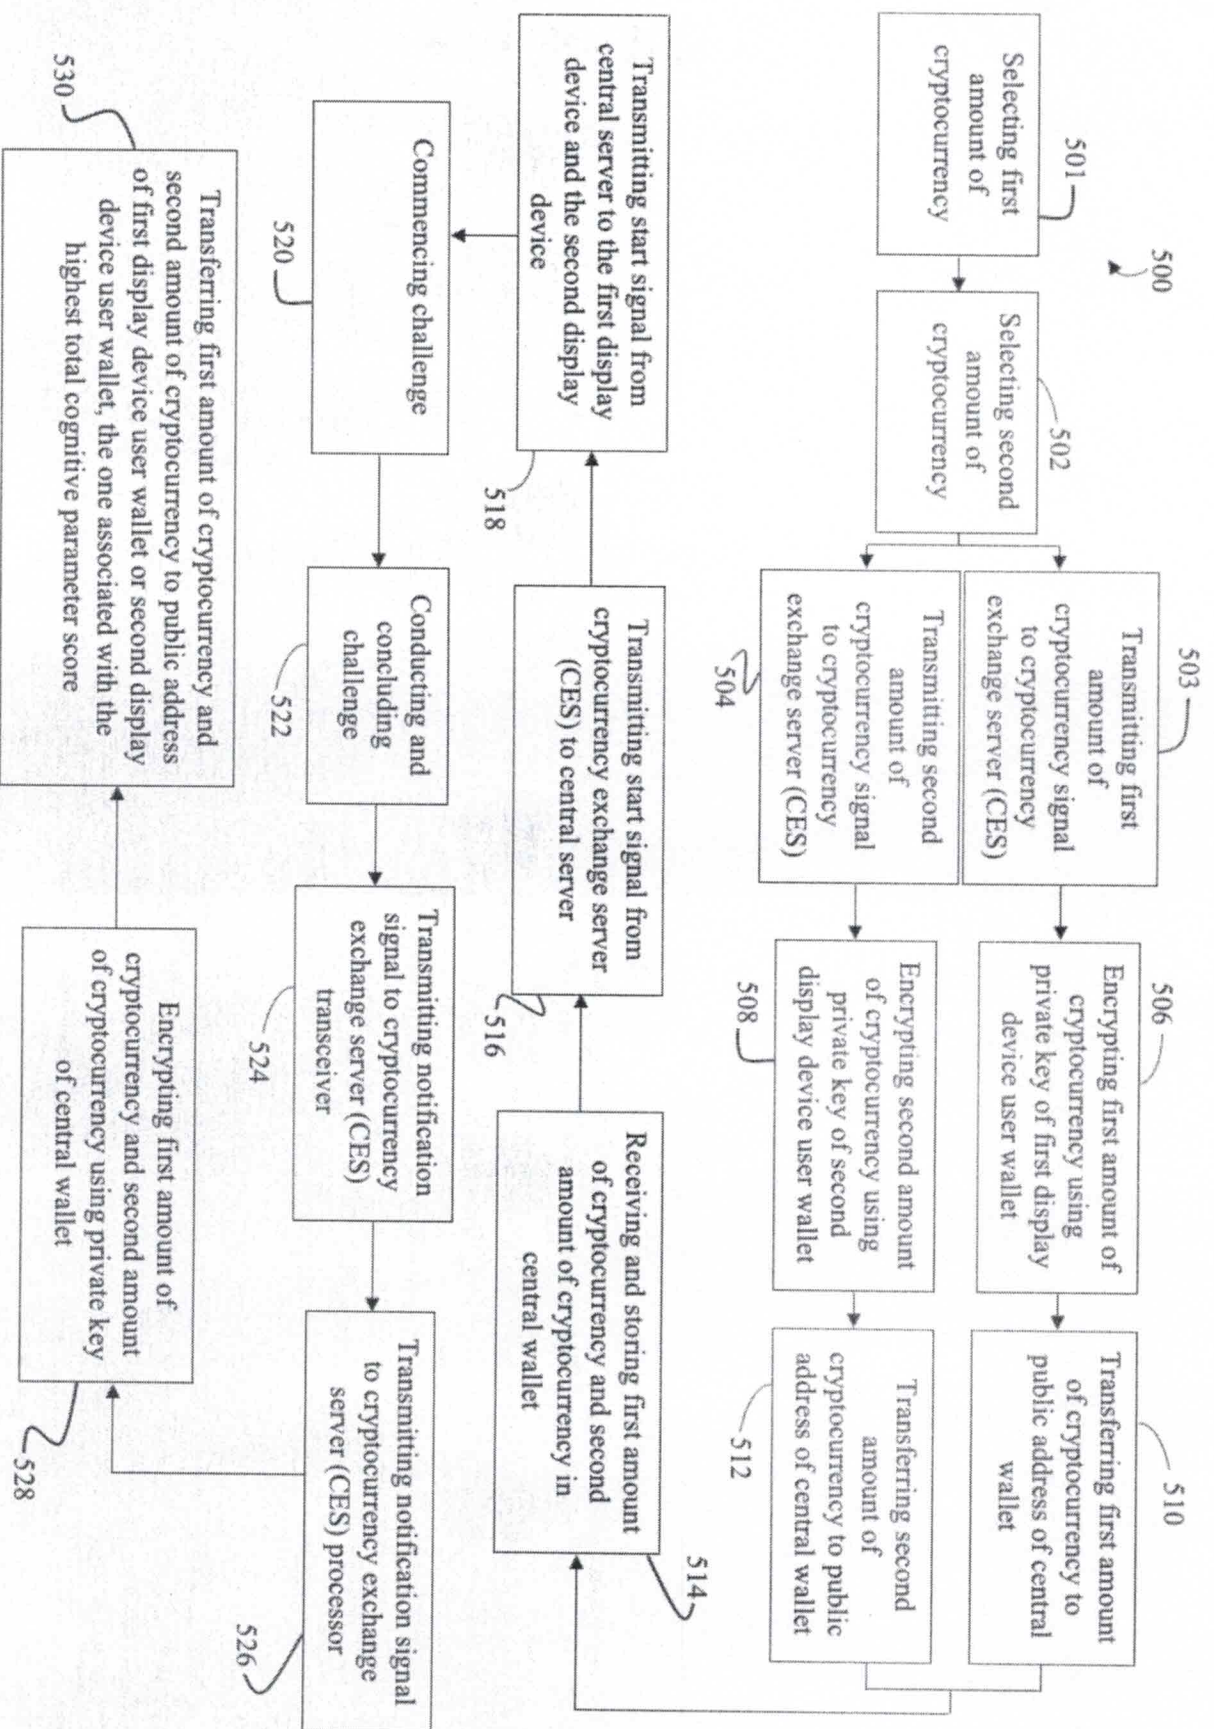 500
501
Selecting first
amount of
cryptocurrency
502
Selecting second
amount of
cryptocurrency
503
Transmitting first
amount of
cryptocurrency signal
to cryptocurrency
exchange server (CES)
504
Transmitting second
amount of
cryptocurrency signal
to cryptocurrency
exchange server (CES)
506
Encrypting first amount of
cryptocurrency using
private key of first display
device user wallet
508
Encrypting second amount
of cryptocurrency using
private key of second
display device user wallet
510
Transferring first amount
of cryptocurrency to
public address of central
wallet
512
Transferring second
amount of
cryptocurrency to public
address of central wallet
514
Receiving and storing first amount
of cryptocurrency and second
amount of cryptocurrency in
central wallet
516
Transmitting start signal from
cryptocurrency exchange server
(CES) to central server
518
Transmitting start signal from
central server to the first display
device and the second display
device
520
Commencing challenge
522
Conducting and
concluding
challenge
524
Transmitting notification
signal to cryptocurrency
exchange server (CES)
transceiver
526
Transmitting notification signal
to cryptocurrency exchange
server (CES) processor
528
Encrypting first amount of
cryptocurrency and second amount
of cryptocurrency using private key
of central wallet
530
Transferring first amount of cryptocurrency and
second amount of cryptocurrency to public address
of first display device user wallet or second display
device user wallet, the one associated with the
highest total cognitive parameter score